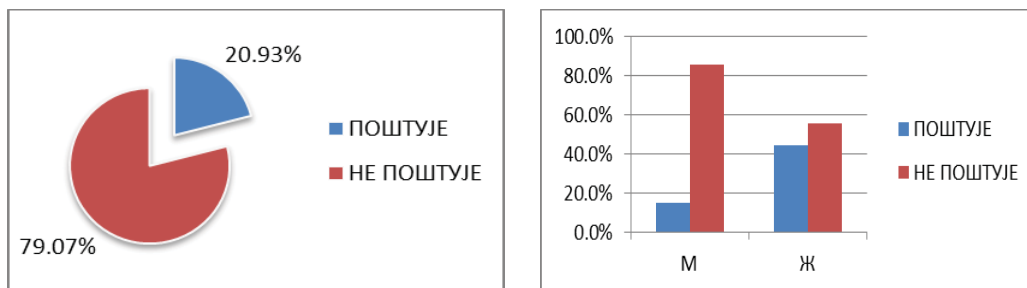 20.93%
ПОШТУЈЕ
НЕ ПОШТУЈЕ
79.07%
100.0%
80.0%
60.0%
40.0%
20.0%
0.0%
М
Ж
ПОШТУЈЕ
НЕ ПОШТУЈЕ